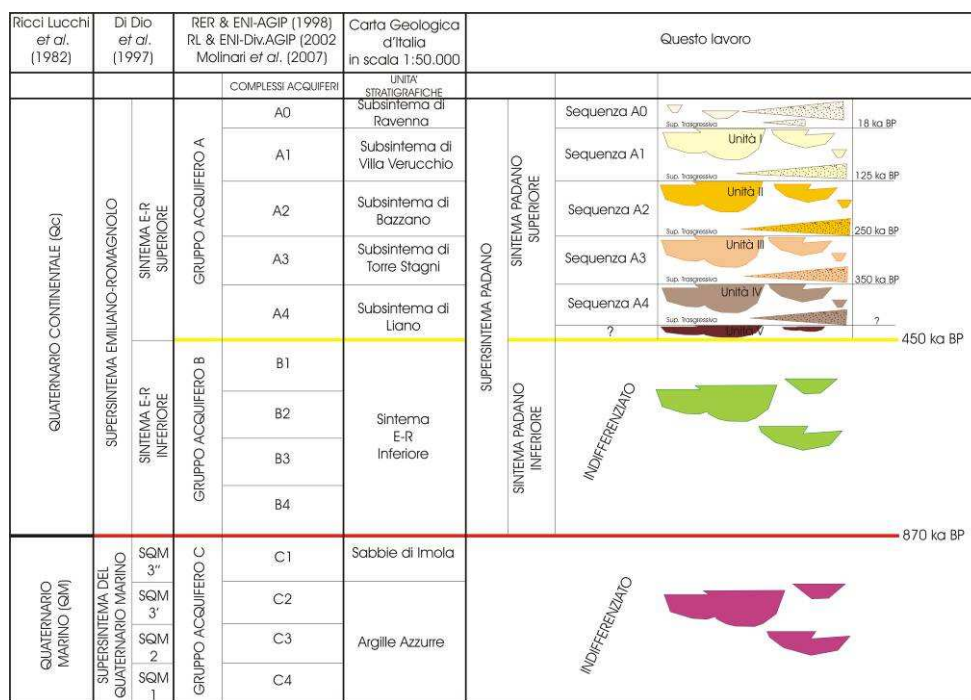 Ricci Lucchi
et al.
(1982)
Di Dio
et al.
(1997)
RER & ENI-AGIP (1998)
RL & ENI-Div.AGIP (2002
Molinari et al. (2007)
Carta Geologica
d'Italia
in scala 1:50.000
Questo lavoro
COMPLESSI ACQUIFERI
UNITA'
STRATIGRAFICHE
QUATERNARIO CONTINENTALE (Qc)
SUPERSINTEMA EMILIANO-ROMAGNOLO
SINTEMA E-R
SUPERIORE
GRUPPO ACQUIFERO A
A0
A1
A2
A3
A4
Subsintema di
Ravenna
Subsintema di
Villa Verucchio
Subsintema di
Bazzano
Subsintema di
Torre Stagni
Subsintema di
Liano
SUPERSINTEMA PADANO
SINTEMA PADANO
SUPERIORE
Sequenza A0
Sup. Trasgressiva
18 ka BP
Sequenza A1
Unità I
Sup. Trasgressiva
125 ka BP
Sequenza A2
Unità II
Sup. Trasgressiva
250 ka BP
Sequenza A3
Unità III
Sup. Trasgressiva
350 ka BP
Sequenza A4
Unità IV
Sup. Trasgressiva
?
?
Unità V
450 ka BP
SINTEMA E-R
INFERIORE
GRUPPO ACQUIFERO B
B1
B2
B3
B4
Sintema
E-R
Inferiore
SINTEMA PADANO
INFERIORE
INDIFFERENZIATO
870 ka BP
QUATERNARIO
MARINO (QM)
SUPERSINTEMA DEL
QUATERNARIO MARINO
SQM
3"
SQM
3'
SQM
2
SQM
1
GRUPPO ACQUIFERO C
C1
C2
C3
C4
Sabbie di Imola
Argille Azzurre
INDIFFERENZIATO